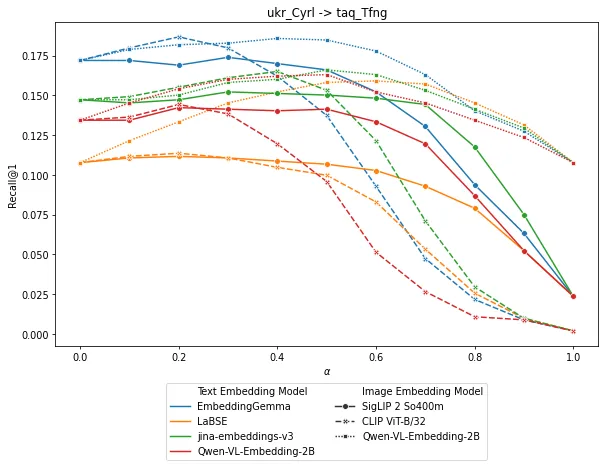 ukr_Cyrl -> taq_Tfng
Recall@1
0.175
0.150
0.125
0.100
0.075
0.050
0.025
0.000
0.0 0.2 0.4 0.6 0.8 1.0
α
Text Embedding Model
EmbeddingGemma
LaBSE
jina-embeddings-v3
Qwen-VL-Embedding-2B
Image Embedding Model
SigLIP 2 So400m
CLIP ViT-B/32
Qwen-VL-Embedding-2B